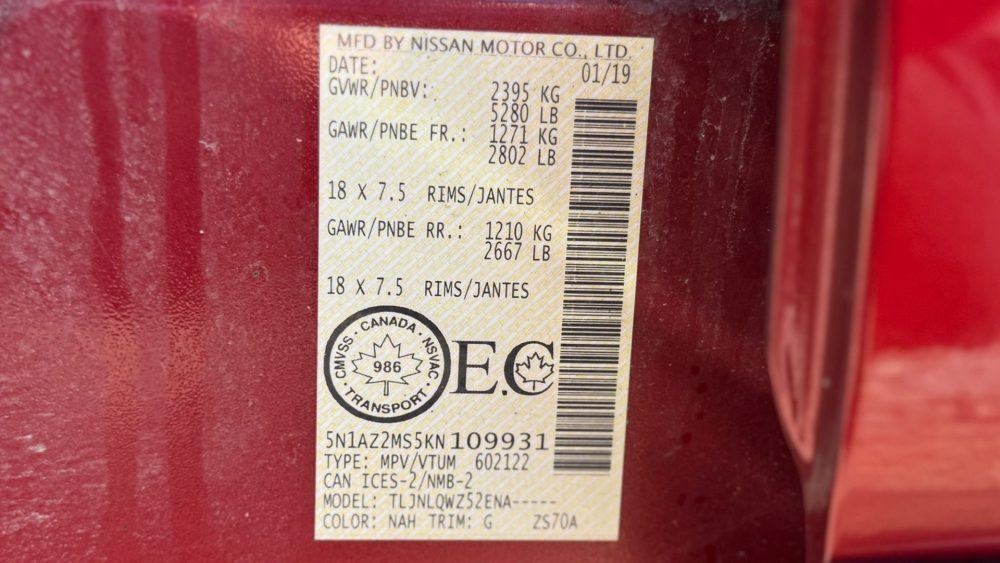 MFD BY NISSAN MOTOR CO., LTD.
DATE: 01/19
GVWR/PNBV: 2395 KG
5280 LB
GAWR/PNBE FR.: 1271 KG
2802 LB
18 X 7.5 RIMS/JANTES
GAWR/PNBE RR.: 1210 KG
2667 LB
18 X 7.5 RIMS/JANTES
CMVSS · CANADA · NSVAC · TRANSPORT ·
986
E.C
5N1AZ2MS5KN109931
TYPE: MPV/VTUM 602122
CAN ICES-2/NMB-2
MODEL: TLJNLQWZ52ENA-----
COLOR: NAH TRIM: G ZS70A